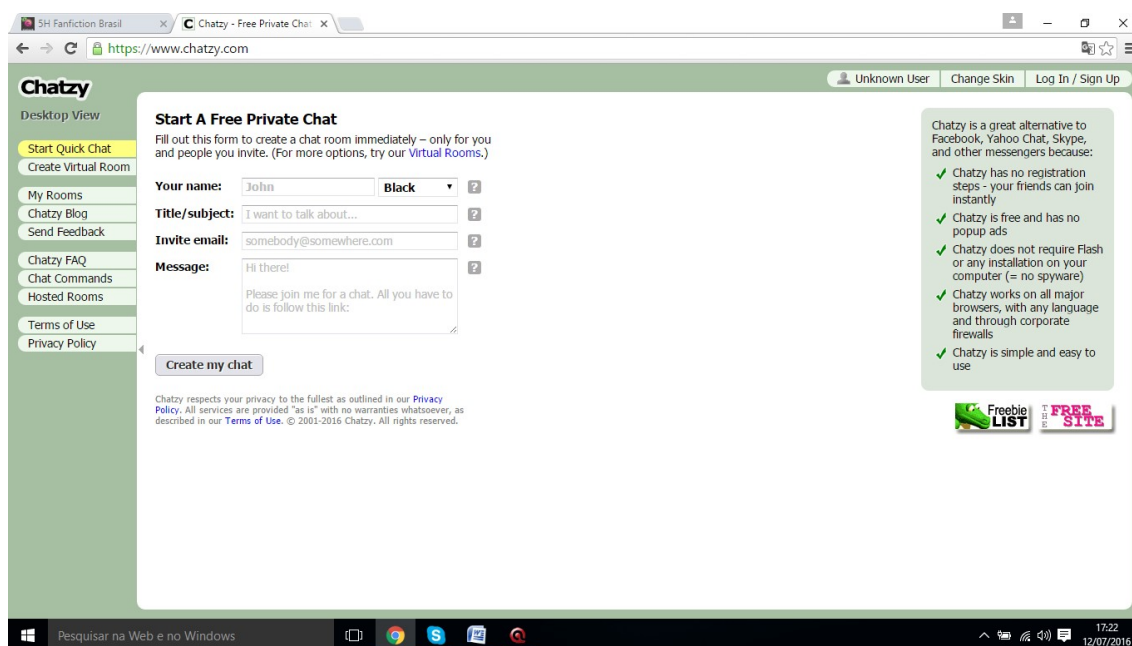 5H Fanfiction Brasil
Chatzy - Free Private Chat
https://www.chatzy.com
Chatzy
Unknown User
Change Skin
Log In / Sign Up
Desktop View
Start Quick Chat
Create Virtual Room
My Rooms
Chatzy Blog
Send Feedback
Chatzy FAQ
Chat Commands
Hosted Rooms
Terms of Use
Privacy Policy
Start A Free Private Chat
Fill out this form to create a chat room immediately – only for you
and people you invite. (For more options, try our Virtual Rooms.)
Your name: John Black ?
Title/subject: I want to talk about... ?
Invite email: somebody@somewhere.com ?
Message: Hi there! ?
Please join me for a chat. All you have to
do is follow this link:
Create my chat
Chatzy respects your privacy to the fullest as outlined in our Privacy
Policy. All services are provided "as is" with no warranties whatsoever, as
described in our Terms of Use. © 2001-2016 Chatzy. All rights reserved.
Chatzy is a great alternative to
Facebook, Yahoo Chat, Skype,
and other messengers because:
Chatzy has no registration
steps - your friends can join
instantly
Chatzy is free and has no
popup ads
Chatzy does not require Flash
or any installation on your
computer (= no spyware)
Chatzy works on all major
browsers, with any language
and through corporate
firewalls
Chatzy is simple and easy to
use
Freebie
LIST
THE FREE
SITE
Pesquisar na Web e no Windows
17:22
12/07/2016